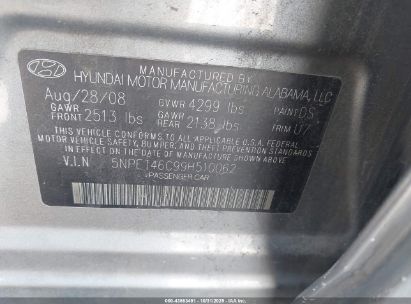 MANUFACTURED BY
HYUNDAI MOTOR MANUFACTURING ALABAMA, LLC
Aug/28/08 GVWR 4299 lbs PAINT DS
GAWR FRONT 2513 lbs GAWR REAR 2138 lbs TRIM U7
THIS VEHICLE CONFORMS TO ALL APPLICABLE U.S.A. FEDERAL
MOTOR VEHICLE SAFETY, BUMPER, AND THEFT PREVENTION STANDARDS
IN EFFECT ON THE DATE OF MANUFACTURE SHOWN ABOVE.
V.I.N 5NPET46C99H510062
PASSENGER CAR